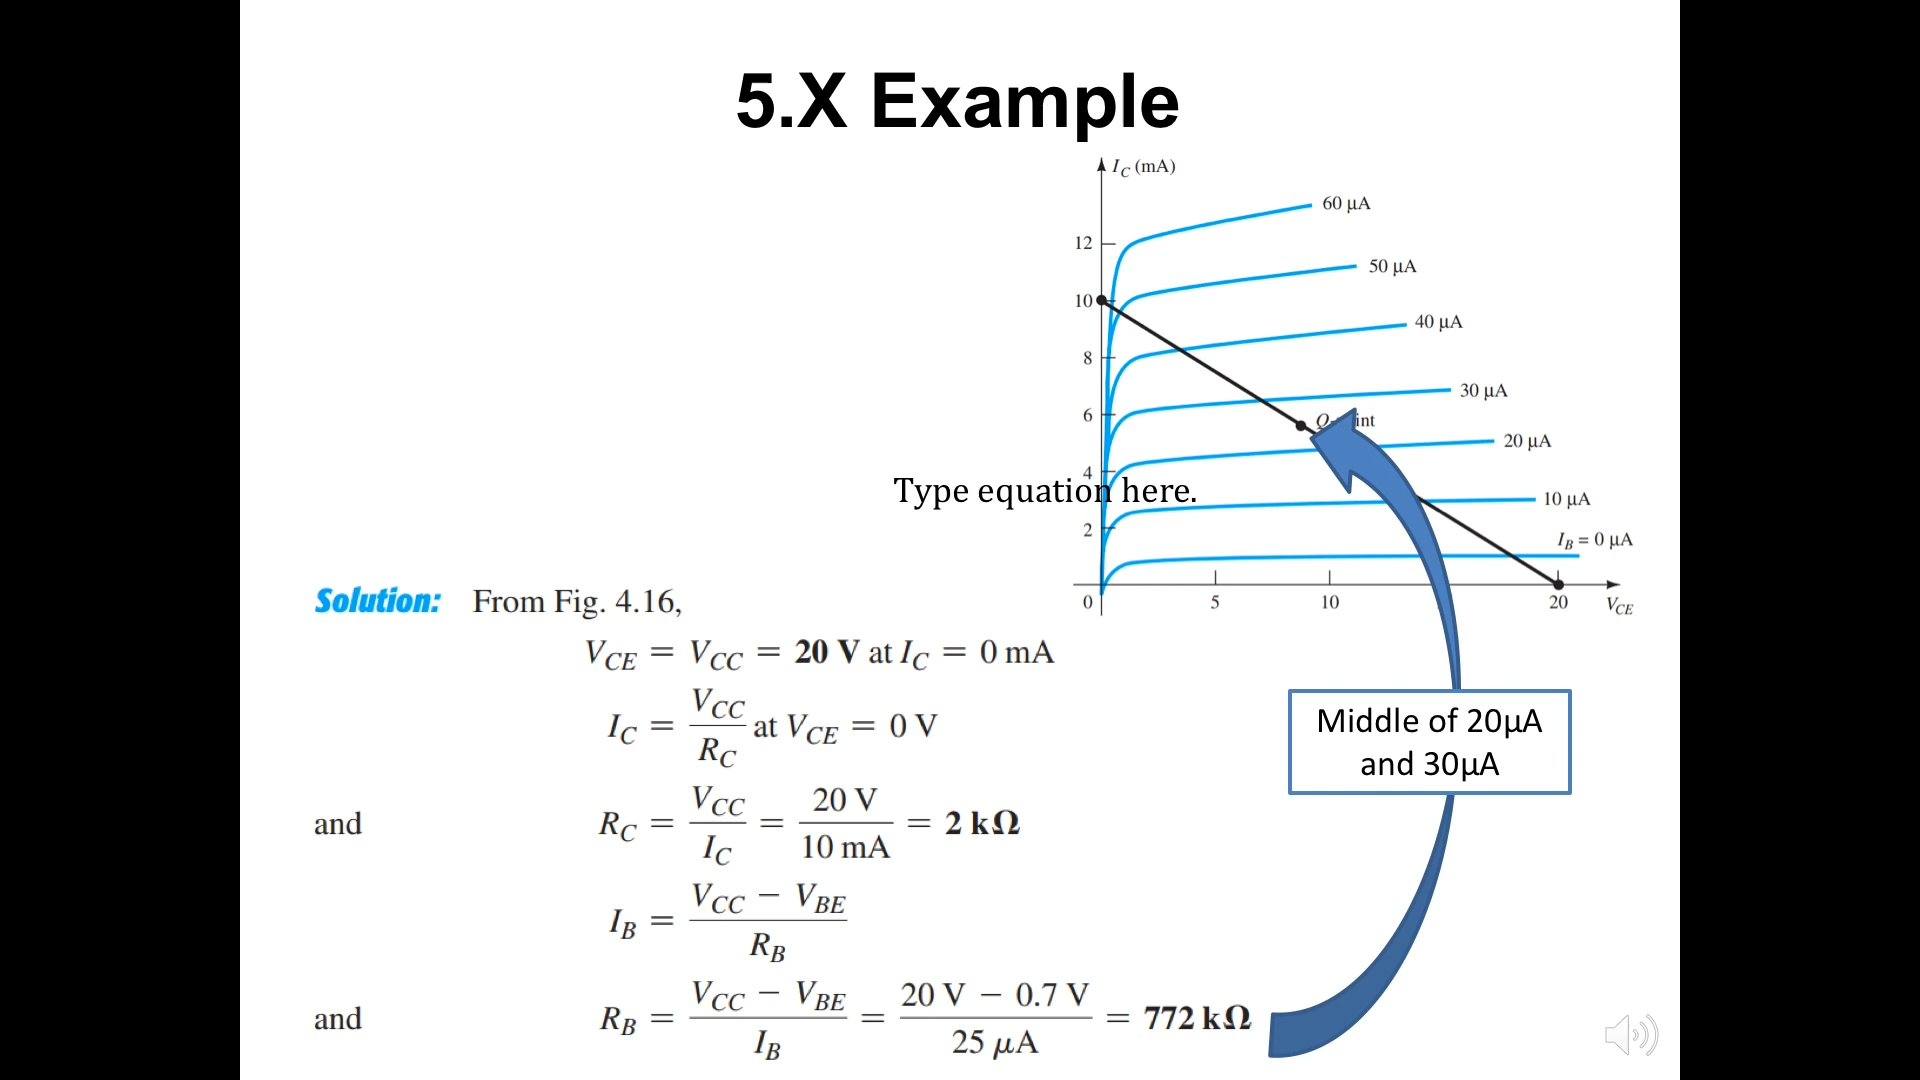 5.X Example
I_C (mA)
60 μA
12
50 μA
10
40 μA
8
30 μA
6
20 μA
4
Type equation here.
10 μA
2
I_B = 0 μA
0 5 10 20 V_CE
Solution: From Fig. 4.16,
V_CE = V_CC = 20 V at I_C = 0 mA
I_C = V_CC / R_C at V_CE = 0 V
and R_C = V_CC / I_C = 20 V / 10 mA = 2 kΩ
I_B = V_CC − V_BE / R_B
and R_B = V_CC − V_BE / I_B = 20 V − 0.7 V / 25 μA = 772 kΩ
Middle of 20μA
and 30μA